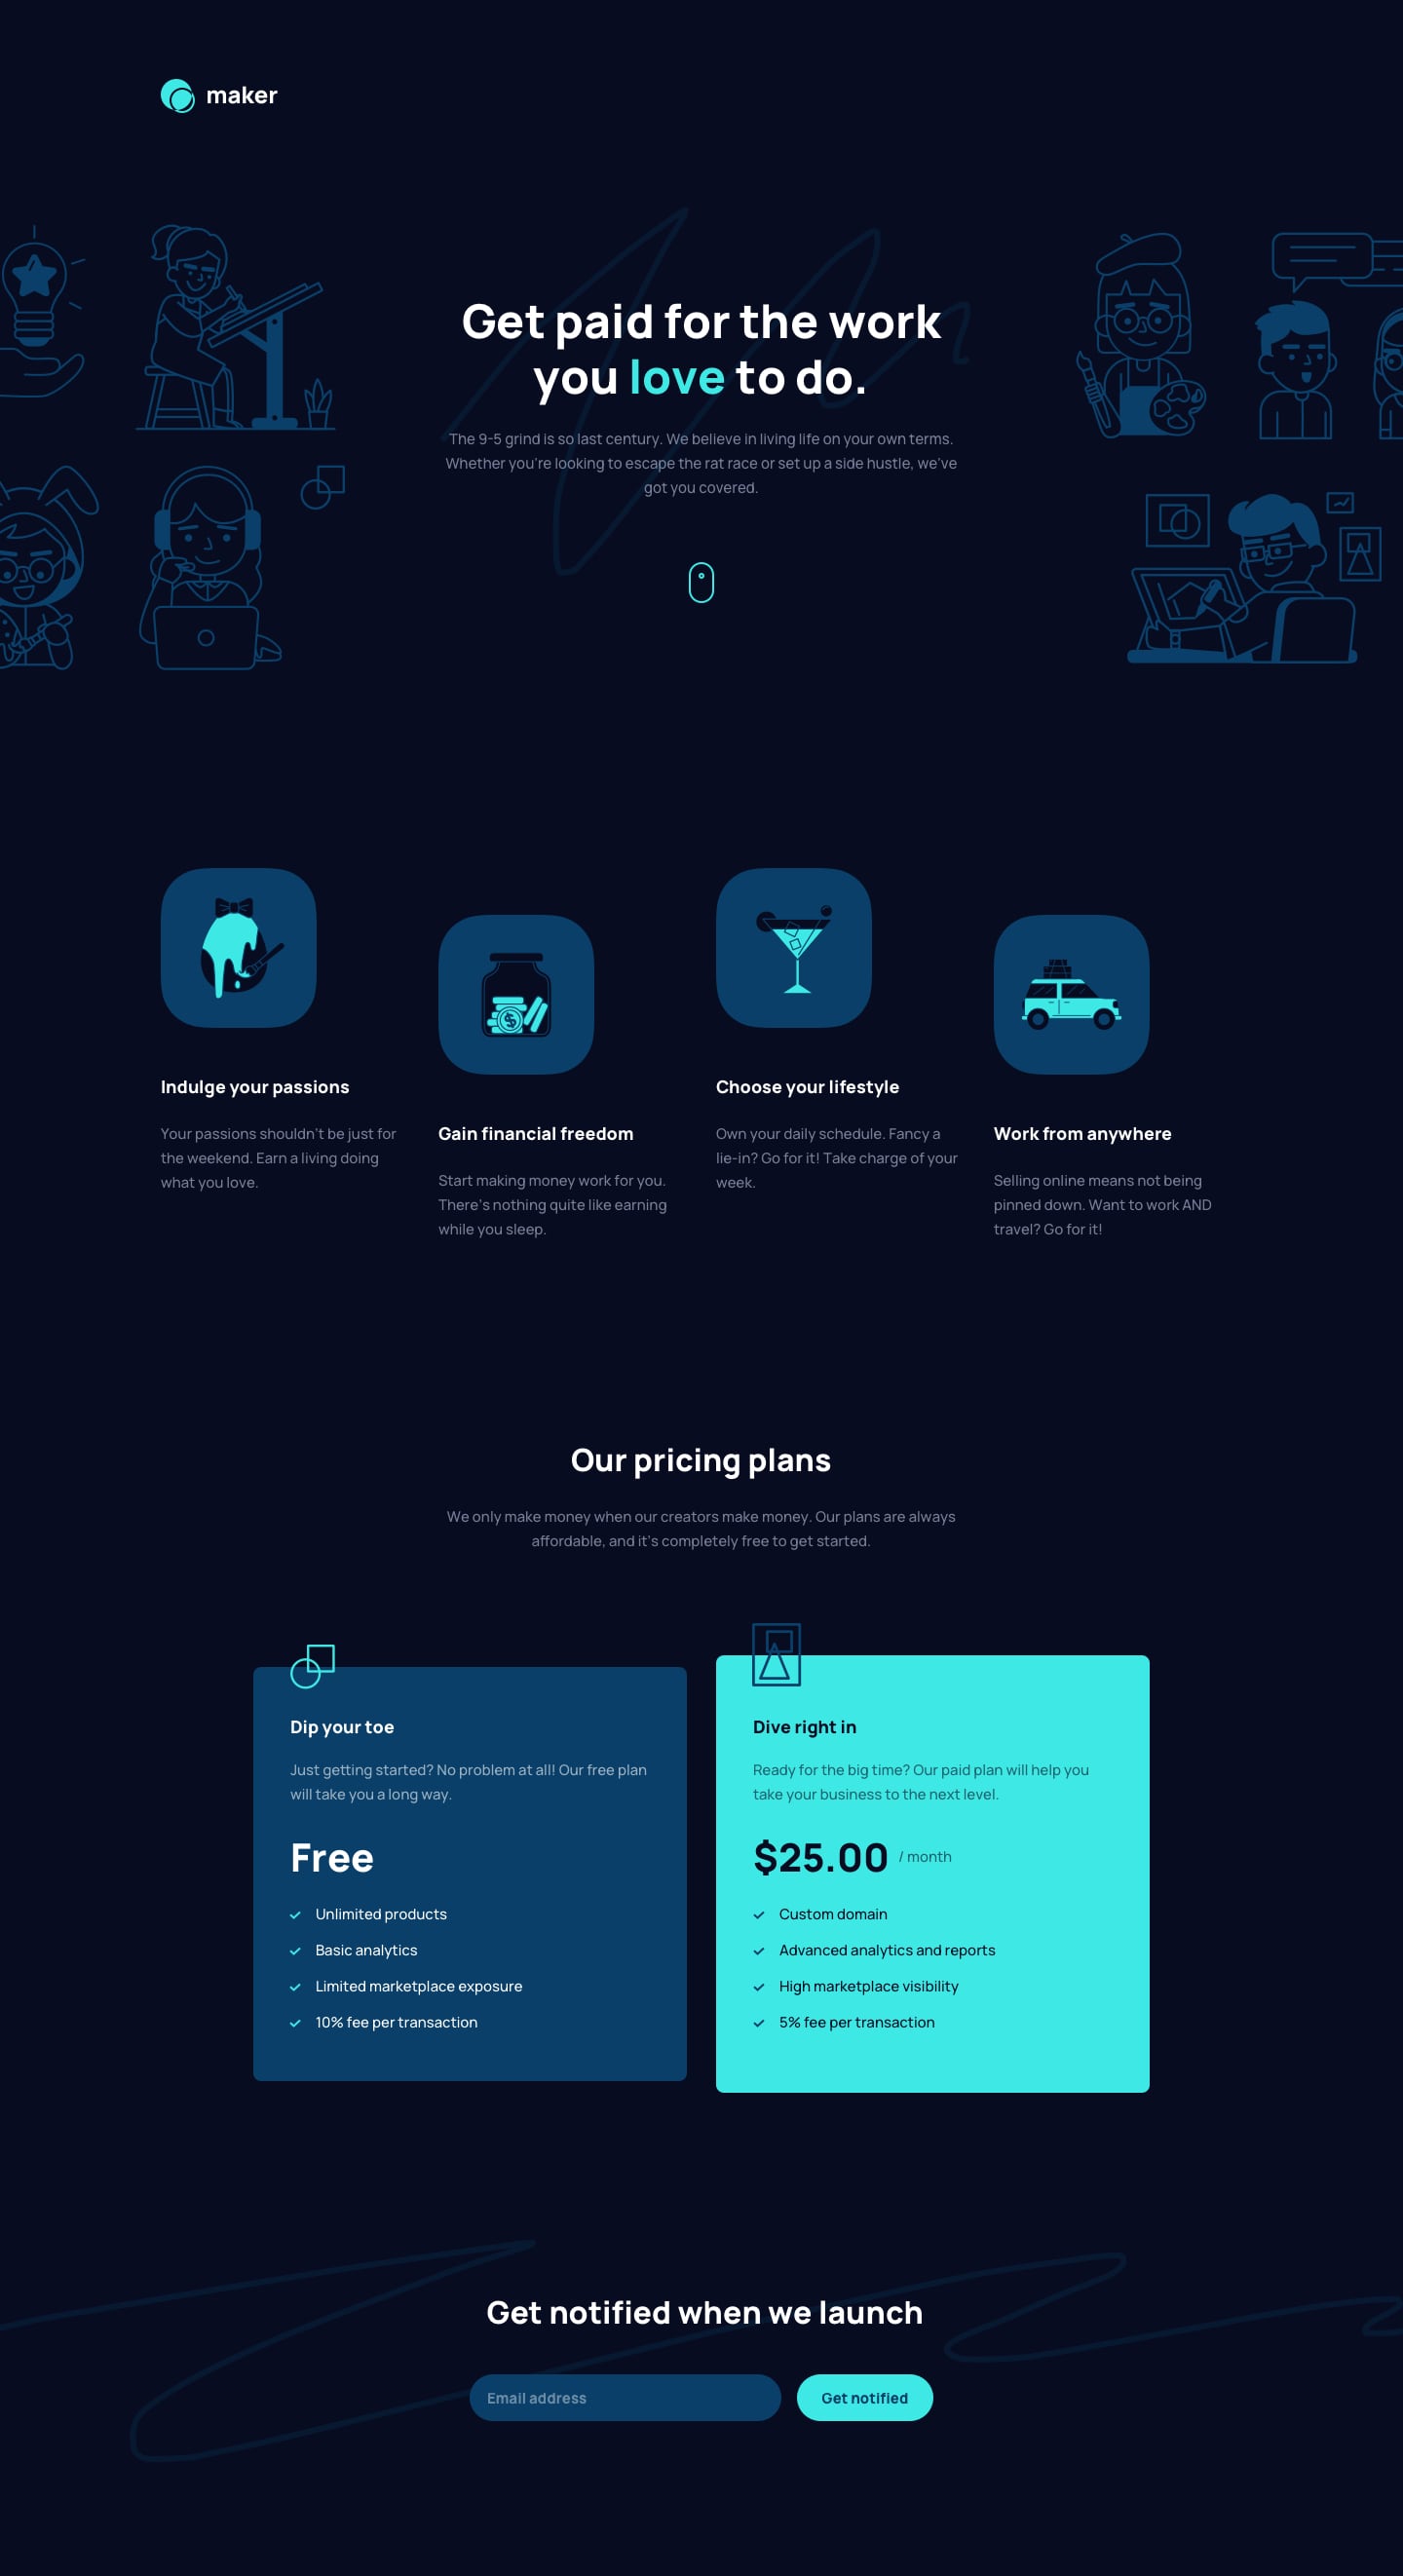 maker
Get paid for the work
you love to do.
The 9-5 grind is so last century. We believe in living life on your own terms.
Whether you’re looking to escape the rat race or set up a side hustle, we’ve
got you covered.
Indulge your passions
Your passions shouldn't be just for
the weekend. Earn a living doing
what you love.
Gain financial freedom
Start making money work for you.
There’s nothing quite like earning
while you sleep.
Choose your lifestyle
Own your daily schedule. Fancy a
lie-in? Go for it! Take charge of your
week.
Work from anywhere
Selling online means not being
pinned down. Want to work AND
travel? Go for it!
Our pricing plans
We only make money when our creators make money. Our plans are always
affordable, and it’s completely free to get started.
Dip your toe
Just getting started? No problem at all! Our free plan
will take you a long way.
Free
Unlimited products
Basic analytics
Limited marketplace exposure
10% fee per transaction
Dive right in
Ready for the big time? Our paid plan will help you
take your business to the next level.
$25.00 / month
Custom domain
Advanced analytics and reports
High marketplace visibility
5% fee per transaction
Get notified when we launch
Email address
Get notified